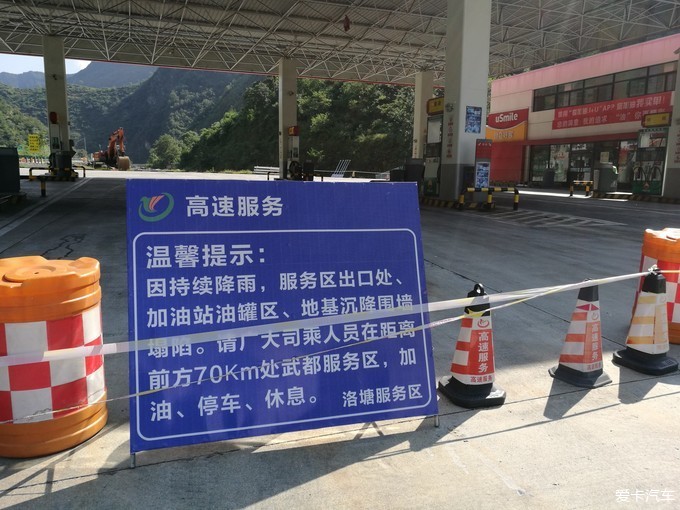 高速服务
温馨提示：
因持续降雨，服务区出口处、
加油站油罐区、地基沉降围墙
塌陷。请广大司乘人员在距离
前方70Km处武都服务区，加
油、停车、休息。 洛塘服务区
uSmile
高速服务
高速服务
高速服务
爱卡汽车